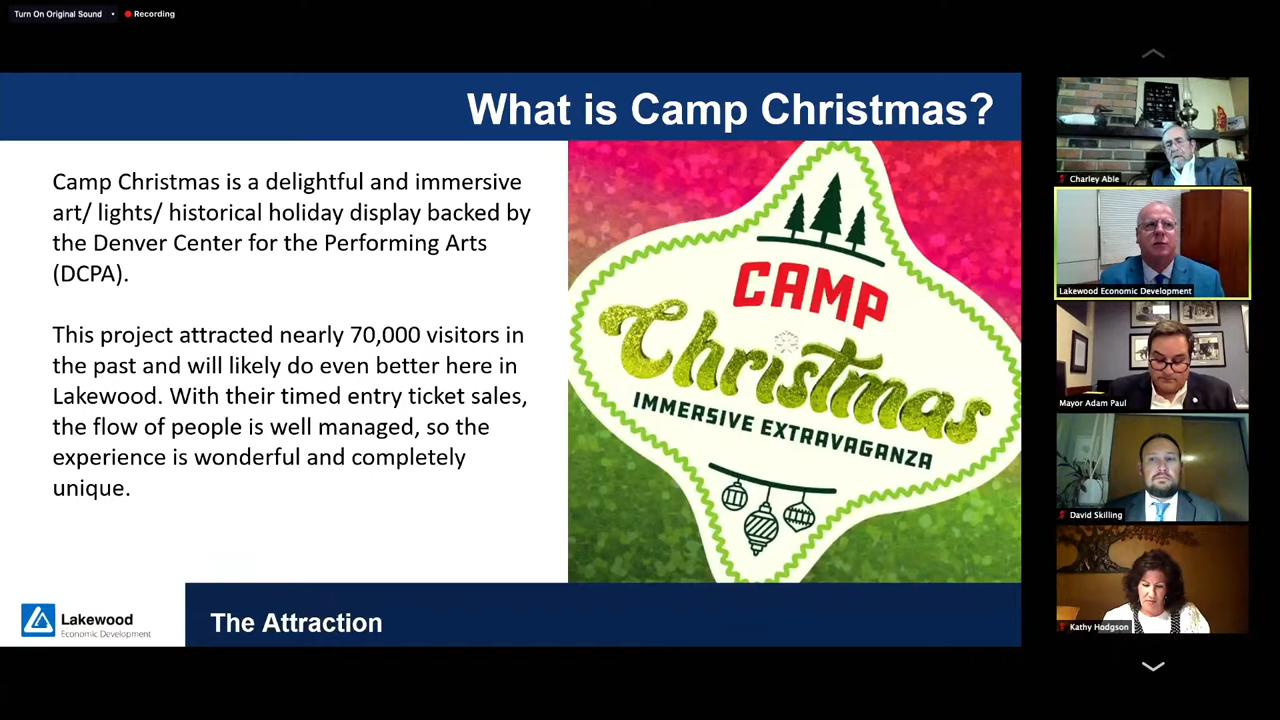 Turn On Original Sound
Recording
What is Camp Christmas?
Camp Christmas is a delightful and immersive
art/ lights/ historical holiday display backed by
the Denver Center for the Performing Arts
(DCPA).
This project attracted nearly 70,000 visitors in
the past and will likely do even better here in
Lakewood. With their timed entry ticket sales,
the flow of people is well managed, so the
experience is wonderful and completely
unique.
CAMP
Christmas
IMMERSIVE EXTRAVAGANZA
Lakewood
Economic Development
The Attraction
Charley Able
Lakewood Economic Development
Mayor Adam Paul
David Skilling
Kathy Hodgson